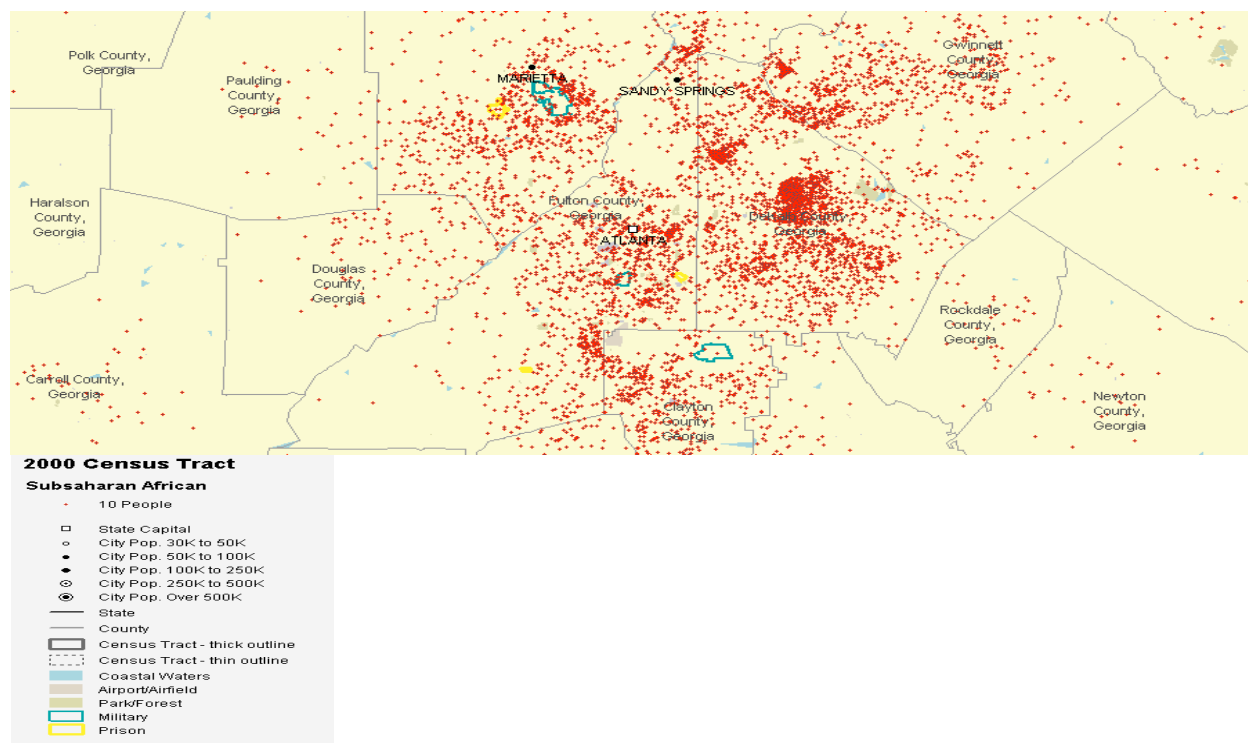 Polk County,
Georgia
Paulding
County,
Georgia
MARIETTA
SANDY SPRINGS
Gwinnett
County,
Georgia
Haralson
County,
Georgia
Fulton County,
Georgia
ATLANTA
DeKalb County,
Georgia
Douglas
County,
Georgia
Rockdale
County,
Georgia
Carroll County,
Georgia
Clayton
County,
Georgia
Newton
County,
Georgia
2000 Census Tract
Subsaharan African
10 People
State Capital
City Pop. 30K to 50K
City Pop. 50K to 100K
City Pop. 100K to 250K
City Pop. 250K to 500K
City Pop. Over 500K
State
County
Census Tract - thick outline
Census Tract - thin outline
Coastal Waters
Airport/Airfield
Park/Forest
Military
Prison